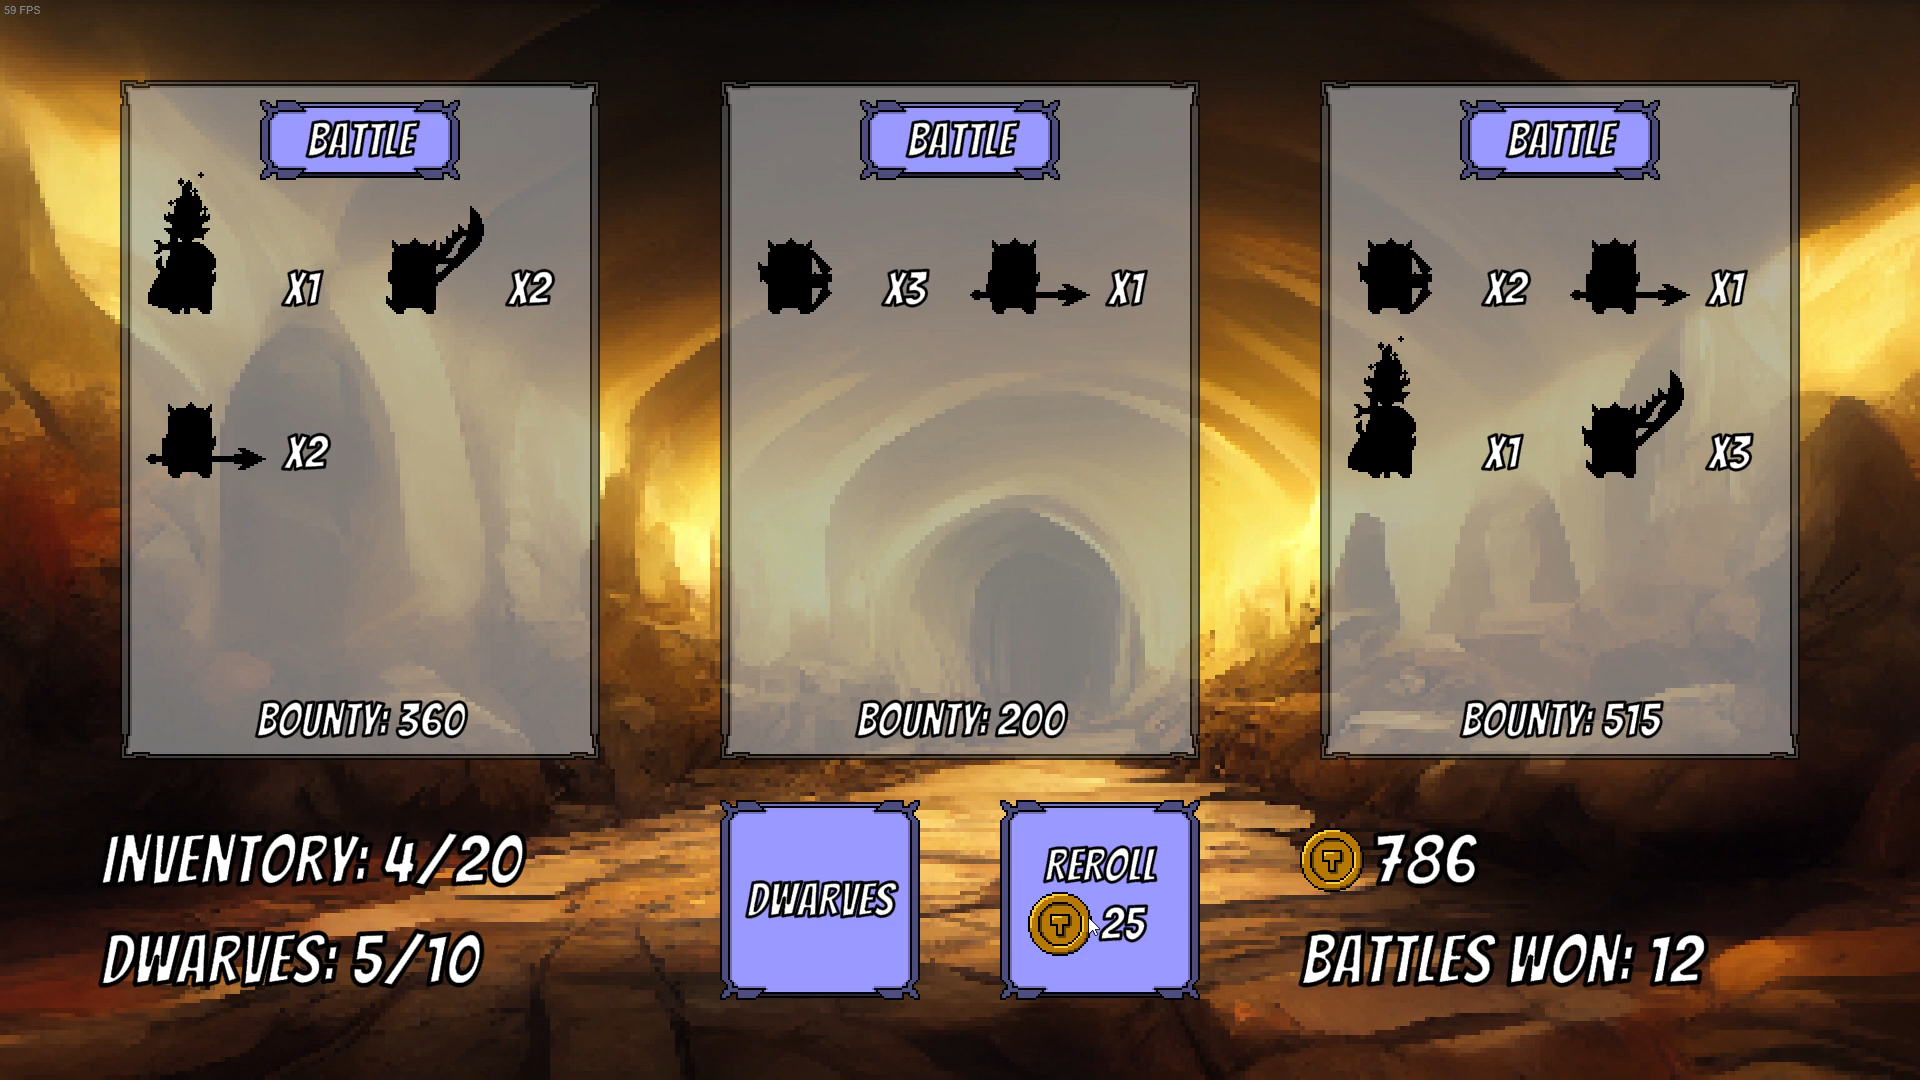 59 FPS
BATTLE
X1
X2
X2
BOUNTY: 360
BATTLE
X3
X1
BOUNTY: 200
BATTLE
X2
X1
X1
X3
BOUNTY: 515
INVENTORY: 4/20
DWARVES: 5/10
DWARVES
REROLL
T 25
T 786
BATTLES WON: 12